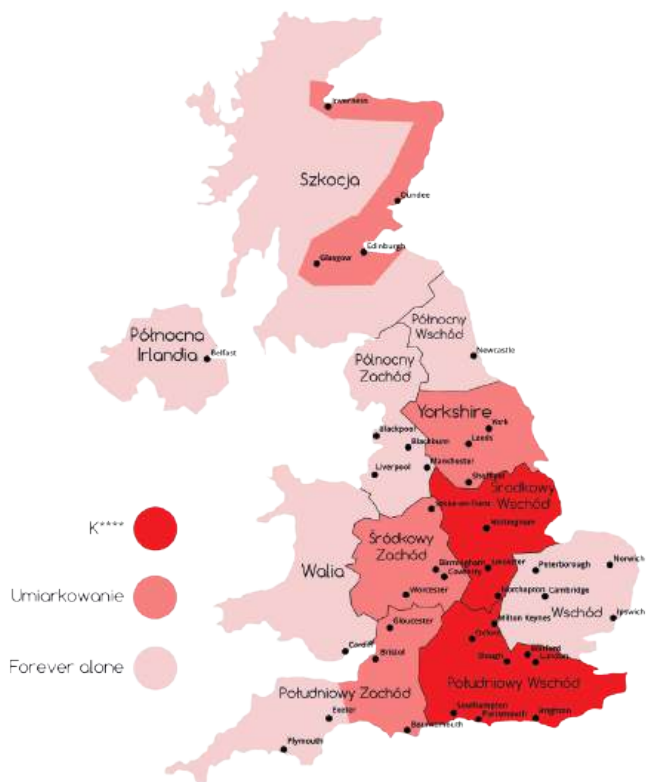 Inverness
Szkocja
Dundee
Edinburgh
Glasgow
Północny
Wschód
Północna
Irlandia
Belfast
Newcastle
Północny
Zachód
Yorkshire
York
Leeds
Blackpool
Blackburn
Manchester
Liverpool
Sheffield
Środkowy
Wschód
Stoke-on-Trent
Nottingham
K****
Środkowy
Zachód
Walia
Birmingham
Coventry
Leicester
Peterborough
Norwich
Umiarkowanie
Worcester
Northapton
Cambridge
Wschód
Ipswich
Gloucester
Milton Keynes
Oxford
Cardiff
Bristol
Slough
Watford
London
Forever alone
Południowy Zachód
Południowy Wschód
Exeter
Southampton
Portsmouth
Brighton
Bournemouth
Plymouth